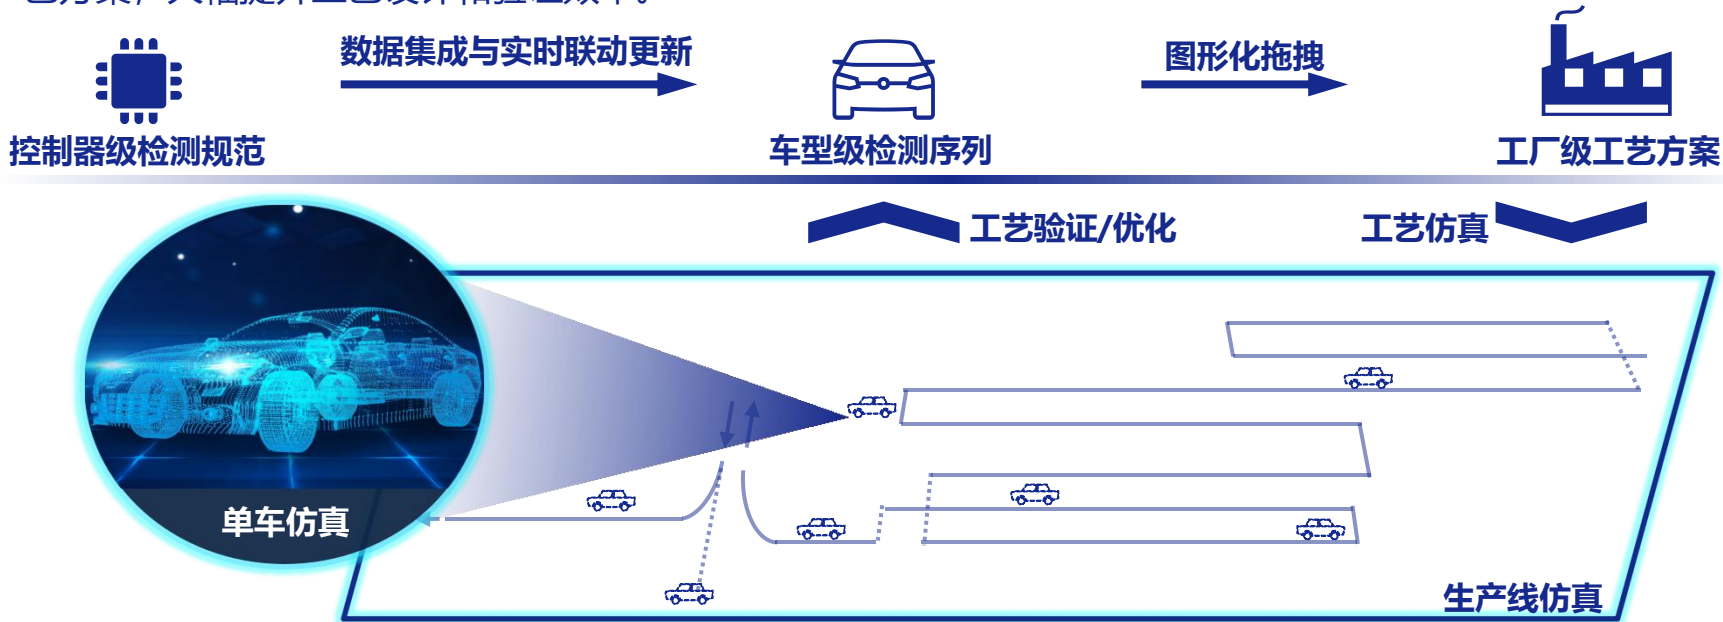 数据集成与实时联动更新
图形化拖拽
控制器级检测规范
车型级检测序列
工厂级工艺方案
工艺验证/优化
工艺仿真
单车仿真
生产线仿真